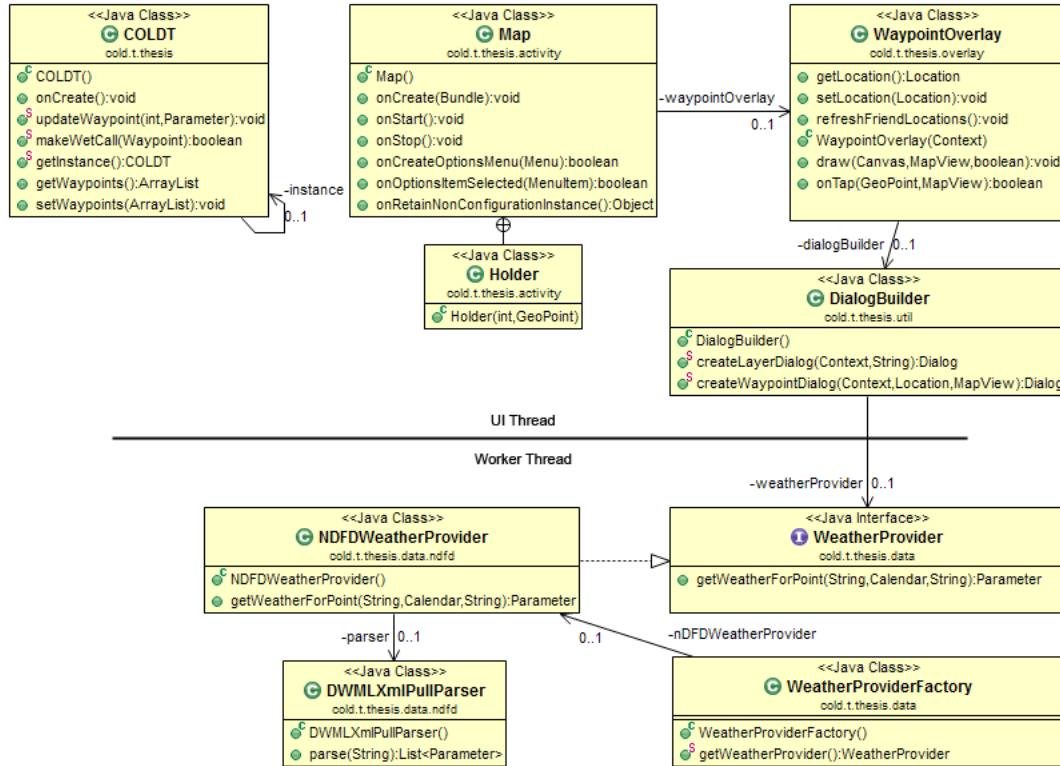 <<Java Class>>
COLDT
cold.t.thesis
COLDT()
onCreate():void
updateWaypoint(int,Parameter):void
makeWetCall(Waypoint):boolean
getInstance():COLDT
getWaypoints():ArrayList
setWaypoints(ArrayList):void
-instance
0..1
<<Java Class>>
Map
cold.t.thesis.activity
Map()
onCreate(Bundle):void
onStart():void
onStop():void
onCreateOptionsMenu(Menu):boolean
onOptionsItemSelected(MenuItem):boolean
onRetainNonConfigurationInstance():Object
-waypointOverlay
0..1
<<Java Class>>
WaypointOverlay
cold.t.thesis.overlay
getLocation():Location
setLocation(Location):void
refreshFriendLocations():void
WaypointOverlay(Context)
draw(Canvas,MapView,boolean):void
onTap(GeoPoint,MapView):boolean
<<Java Class>>
Holder
cold.t.thesis.activity
Holder(int,GeoPoint)
-dialogBuilder
0..1
<<Java Class>>
DialogBuilder
cold.t.thesis.util
DialogBuilder()
createLayerDialog(Context,String):Dialog
createWaypointDialog(Context,Location,MapView):Dialog
UI Thread
Worker Thread
-weatherProvider
0..1
<<Java Class>>
NDFDWeatherProvider
cold.t.thesis.data.ndfd
NDFDWeatherProvider()
getWeatherForPoint(String,Calendar,String):Parameter
<<Java Interface>>
WeatherProvider
cold.t.thesis.data
getWeatherForPoint(String,Calendar,String):Parameter
-parser
0..1
0..1
-nDFDWeatherProvider
<<Java Class>>
DWMLXmlPullParser
cold.t.thesis.data.ndfd
DWMLXmlPullParser()
parse(String):List<Parameter>
<<Java Class>>
WeatherProviderFactory
cold.t.thesis.data
WeatherProviderFactory()
getWeatherProvider():WeatherProvider